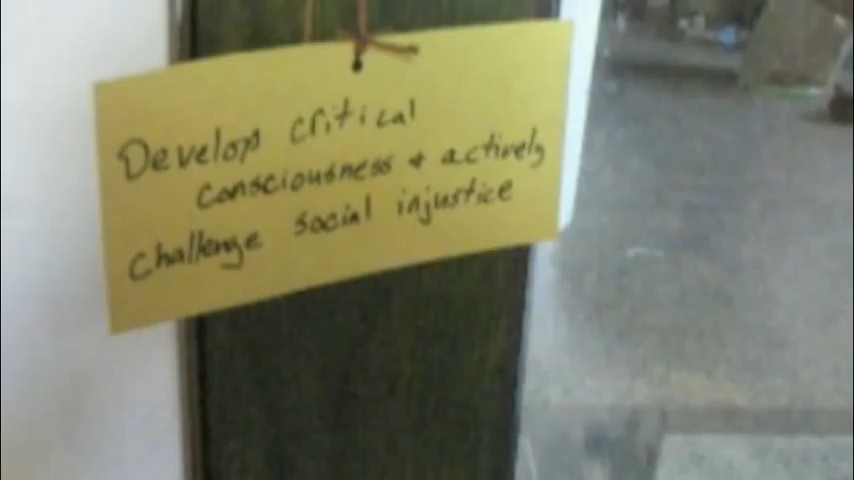 Develop critical
consciousness & actively
challenge social injustice